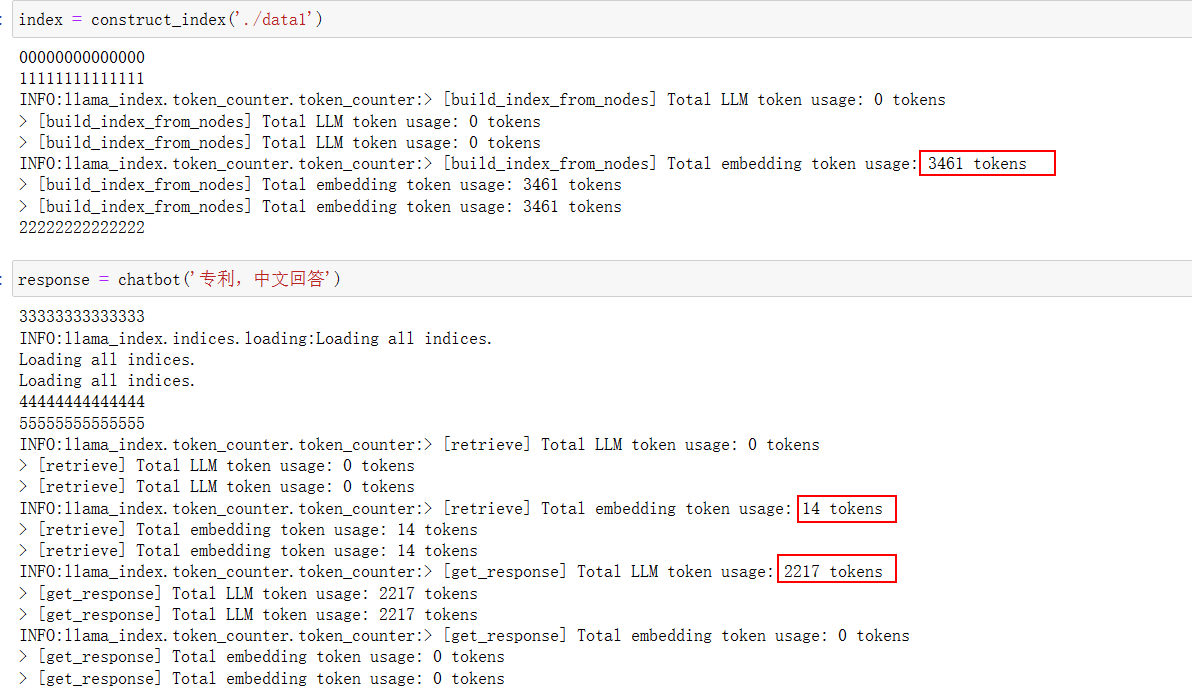 index = construct_index('./data1')
00000000000000
11111111111111
INFO:llama_index.token_counter.token_counter:> [build_index_from_nodes] Total LLM token usage: 0 tokens
> [build_index_from_nodes] Total LLM token usage: 0 tokens
> [build_index_from_nodes] Total LLM token usage: 0 tokens
INFO:llama_index.token_counter.token_counter:> [build_index_from_nodes] Total embedding token usage: 3461 tokens
> [build_index_from_nodes] Total embedding token usage: 3461 tokens
> [build_index_from_nodes] Total embedding token usage: 3461 tokens
22222222222222
response = chatbot('专利，中文回答')
33333333333333
INFO:llama_index.indices.loading:Loading all indices.
Loading all indices.
Loading all indices.
44444444444444
55555555555555
INFO:llama_index.token_counter.token_counter:> [retrieve] Total LLM token usage: 0 tokens
> [retrieve] Total LLM token usage: 0 tokens
> [retrieve] Total LLM token usage: 0 tokens
INFO:llama_index.token_counter.token_counter:> [retrieve] Total embedding token usage: 14 tokens
> [retrieve] Total embedding token usage: 14 tokens
> [retrieve] Total embedding token usage: 14 tokens
INFO:llama_index.token_counter.token_counter:> [get_response] Total LLM token usage: 2217 tokens
> [get_response] Total LLM token usage: 2217 tokens
> [get_response] Total LLM token usage: 2217 tokens
INFO:llama_index.token_counter.token_counter:> [get_response] Total embedding token usage: 0 tokens
> [get_response] Total embedding token usage: 0 tokens
> [get_response] Total embedding token usage: 0 tokens